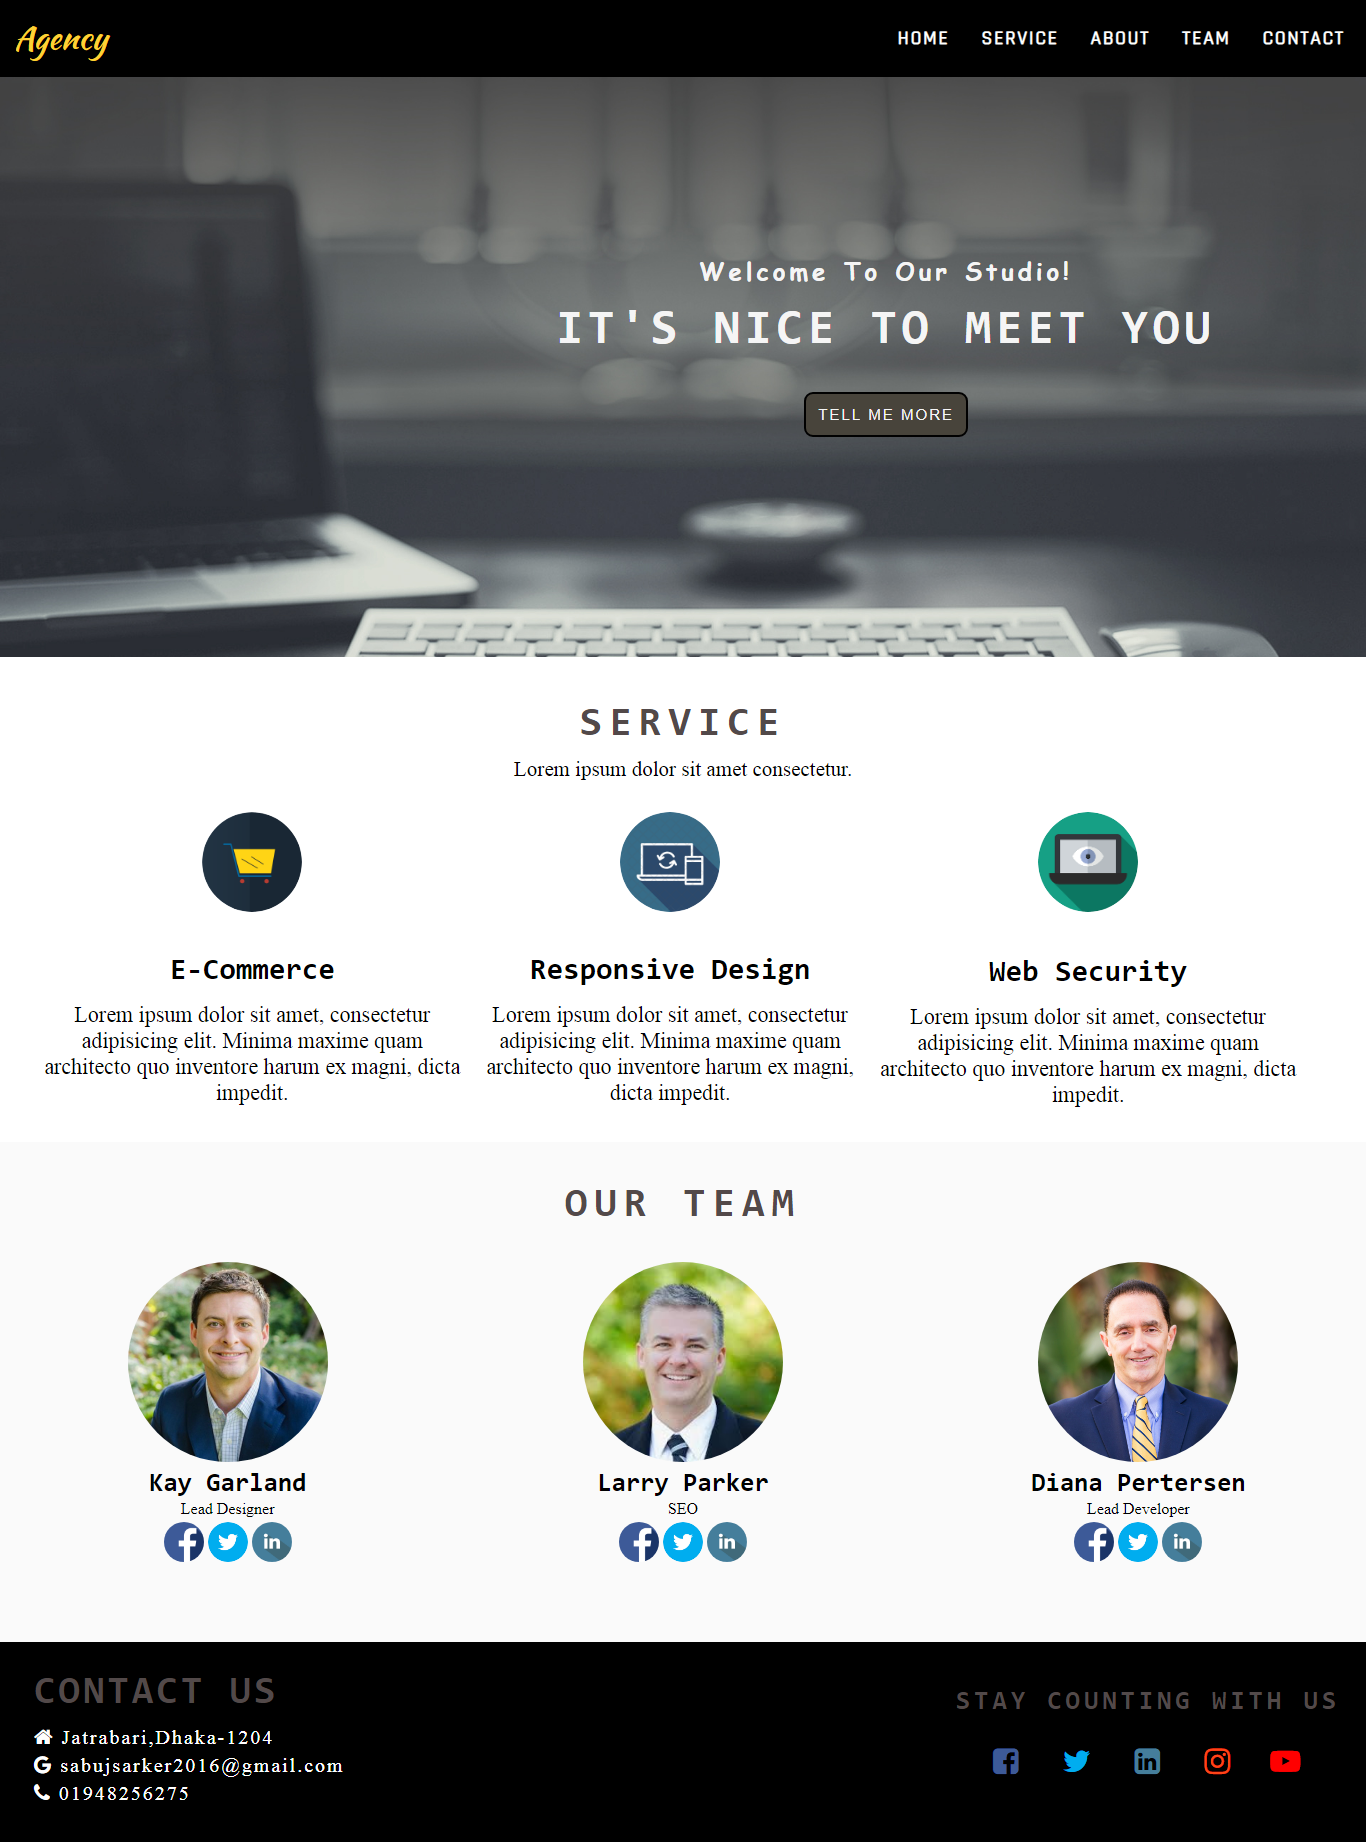 Agency
HOME SERVICE ABOUT TEAM CONTACT
Welcome To Our Studio!
IT'S NICE TO MEET YOU
TELL ME MORE
SERVICE
Lorem ipsum dolor sit amet consectetur.
E-Commerce
Lorem ipsum dolor sit amet, consectetur
adipisicing elit. Minima maxime quam
architecto quo inventore harum ex magni, dicta
impedit.
Responsive Design
Lorem ipsum dolor sit amet, consectetur
adipisicing elit. Minima maxime quam
architecto quo inventore harum ex magni,
dicta impedit.
Web Security
Lorem ipsum dolor sit amet, consectetur
adipisicing elit. Minima maxime quam
architecto quo inventore harum ex magni, dicta
impedit.
OUR TEAM
Kay Garland
Lead Designer
Larry Parker
SEO
Diana Pertersen
Lead Developer
CONTACT US
Jatrabari,Dhaka-1204
sabujsarker2016@gmail.com
01948256275
STAY COUNTING WITH US